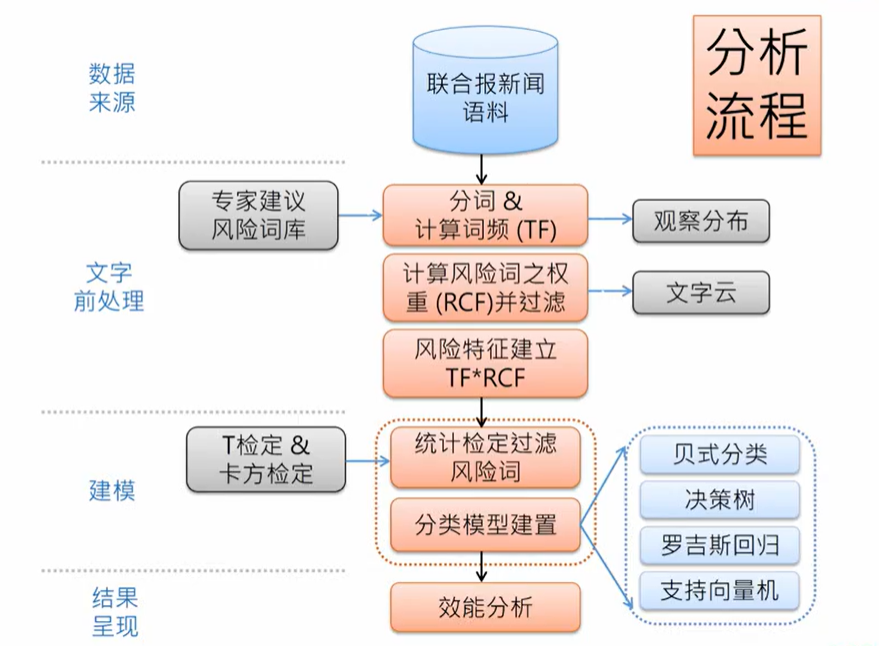 分析
流程
数据
来源
联合报新闻
语料
文字
前处理
专家建议
风险词库
分词 &
计算词频 (TF)
观察分布
计算风险词之权
重 (RCF)并过滤
文字云
风险特征建立
TF*RCF
建模
T检定 &
卡方检定
统计检定过滤
风险词
分类模型建置
贝式分类
决策树
罗吉斯回归
支持向量机
结果
呈现
效能分析